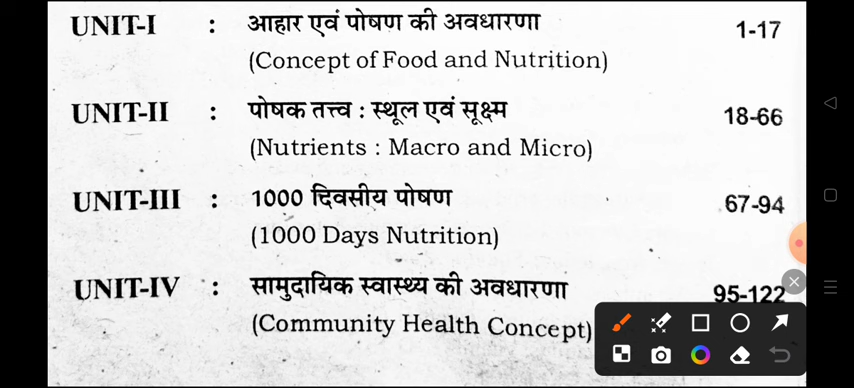 UNIT-I : आहार एवं पोषण की अवधारणा 1-17
(Concept of Food and Nutrition)
UNIT-II : पोषक तत्त्व : स्थूल एवं सूक्ष्म 18-66
(Nutrients : Macro and Micro)
UNIT-III : 1000 दिवसीय पोषण 67-94
(1000 Days Nutrition)
UNIT-IV : सामुदायिक स्वास्थ्य की अवधारणा 95-122
(Community Health Concept)